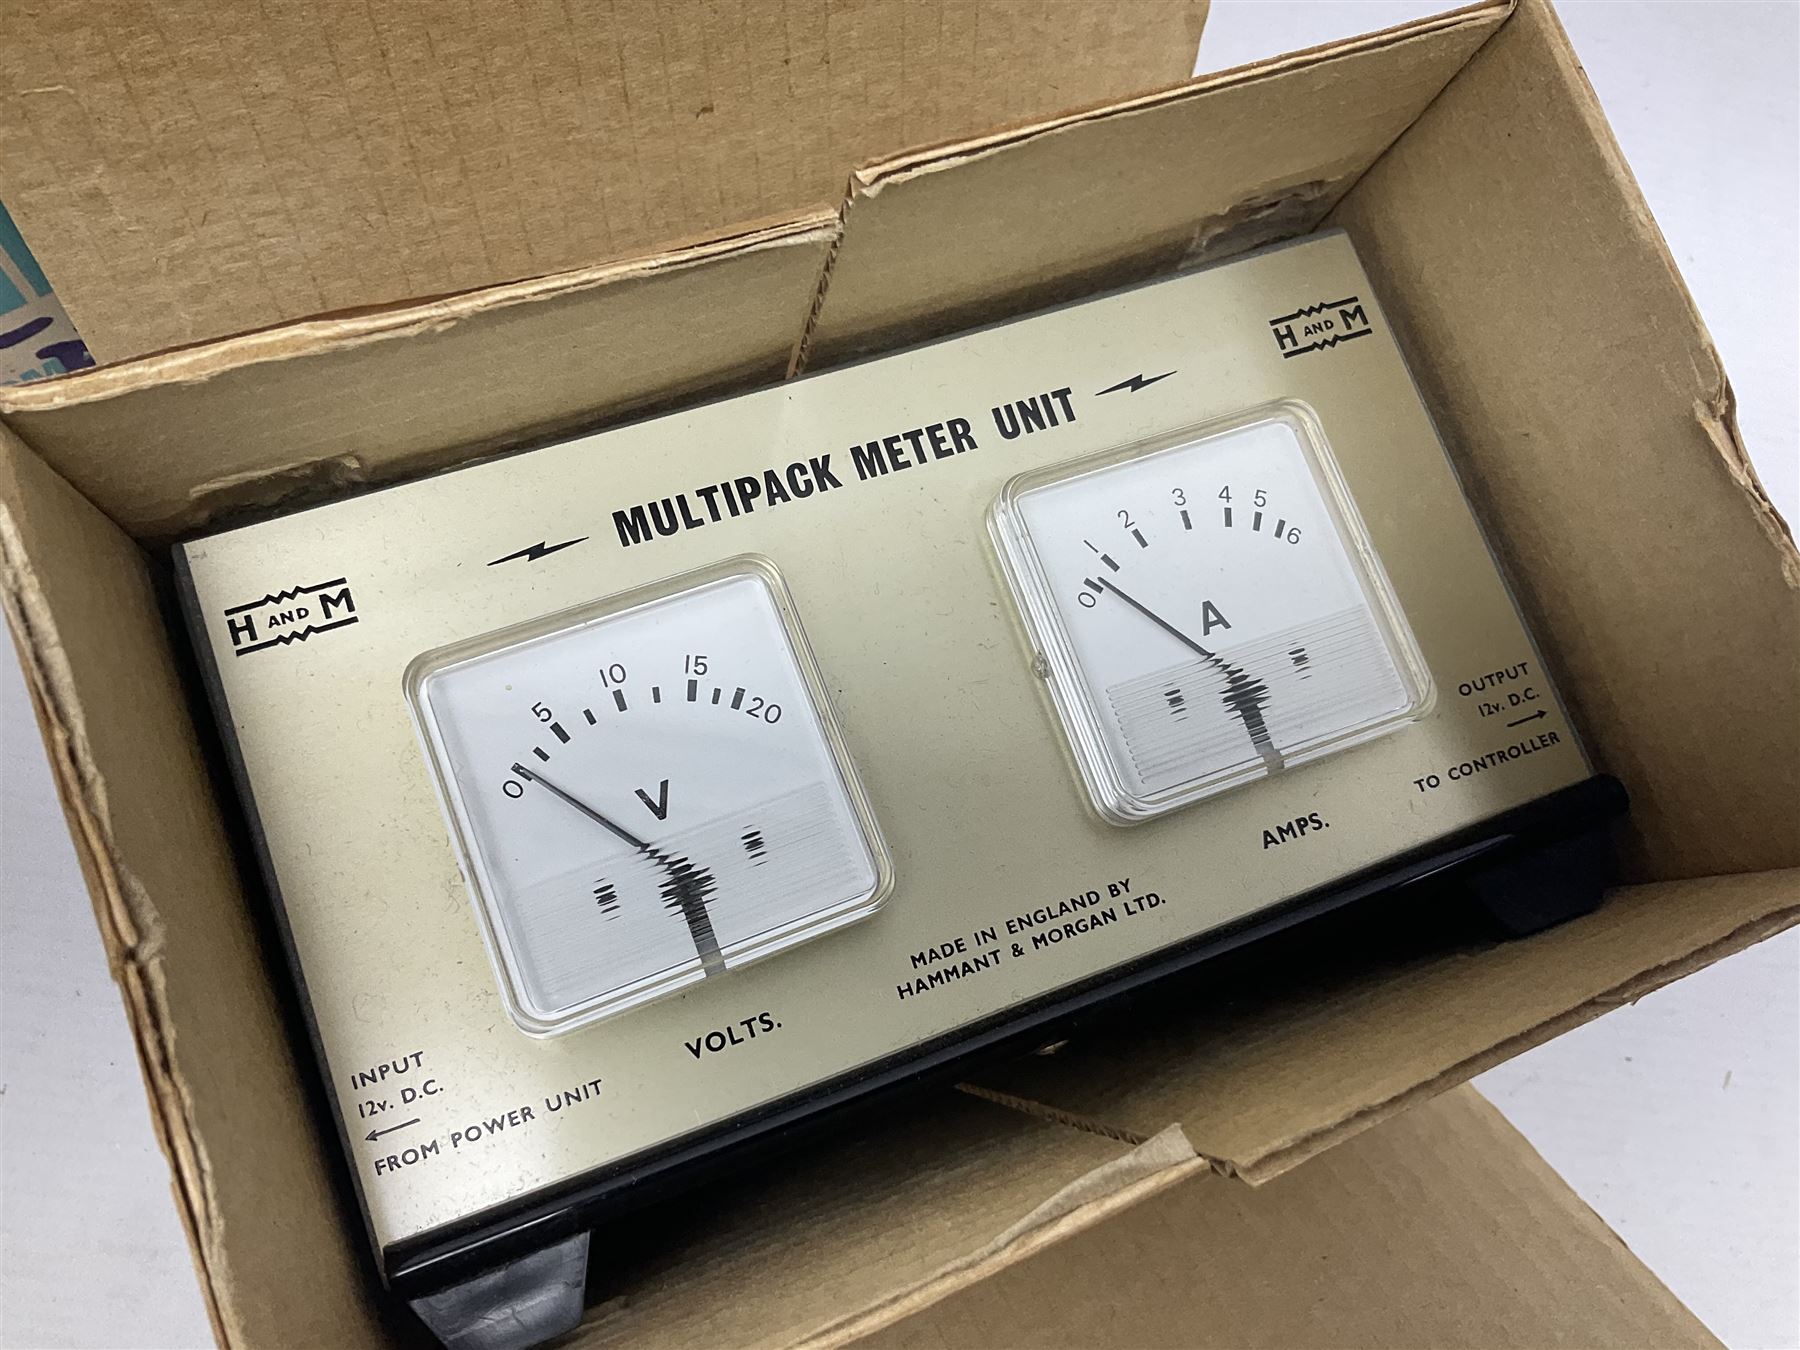 MULTIPACK METER UNIT
H AND M
H AND M
0 5 10 15 20
V
VOLTS.
0 1 2 3 4 5 6
A
AMPS.
INPUT
12v. D.C.
FROM POWER UNIT
MADE IN ENGLAND BY
HAMMANT & MORGAN LTD.
OUTPUT
12v. D.C.
TO CONTROLLER